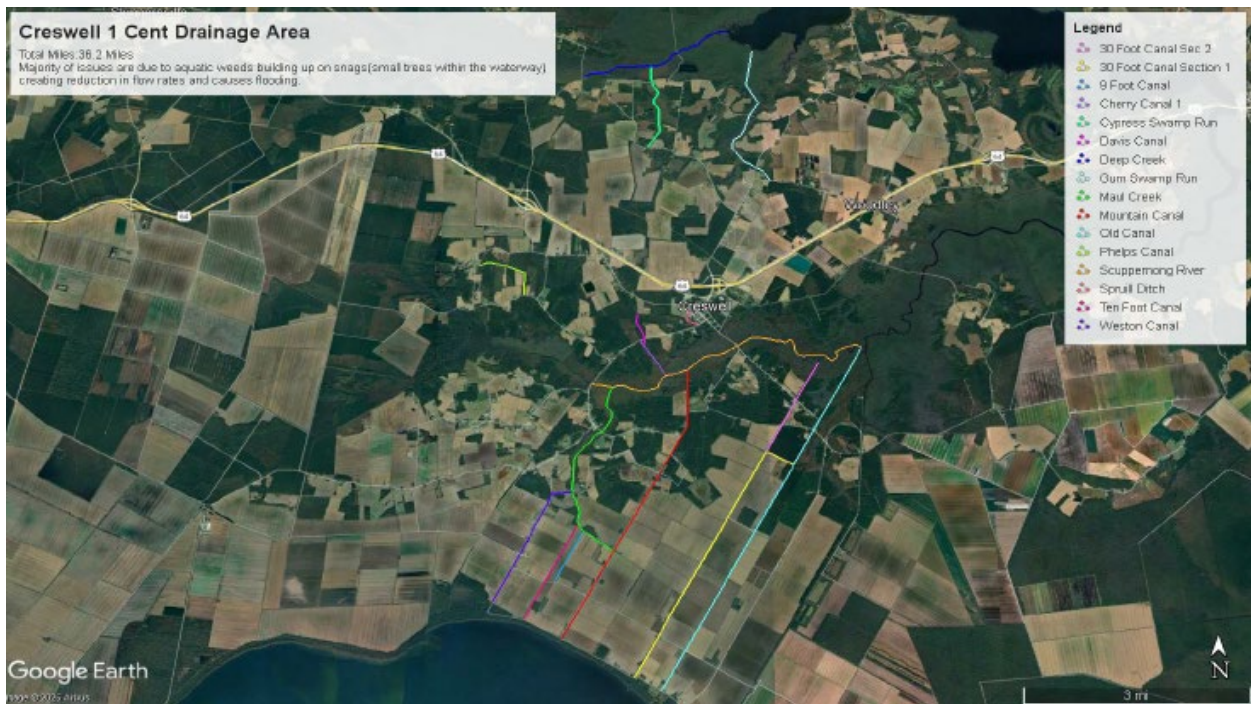 Creswell 1 Cent Drainage Area
Total Miles:36.2 Miles
Majority of issues are due to aquatic weeds building up on snags(small trees within the waterway)
creating reduction in flow rates and causes flooding.
Legend
30 Foot Canal Sec 2
30 Foot Canal Section 1
9 Foot Canal
Cherry Canal 1
Cypress Swamp Run
Davis Canal
Deep Creek
Gum Swamp Run
Maul Creek
Mountain Canal
Old Canal
Phelps Canal
Scuppernong River
Spruill Ditch
Ten Foot Canal
Weston Canal
64
64
64
64
64
Creswell
Google Earth
N
3 mi